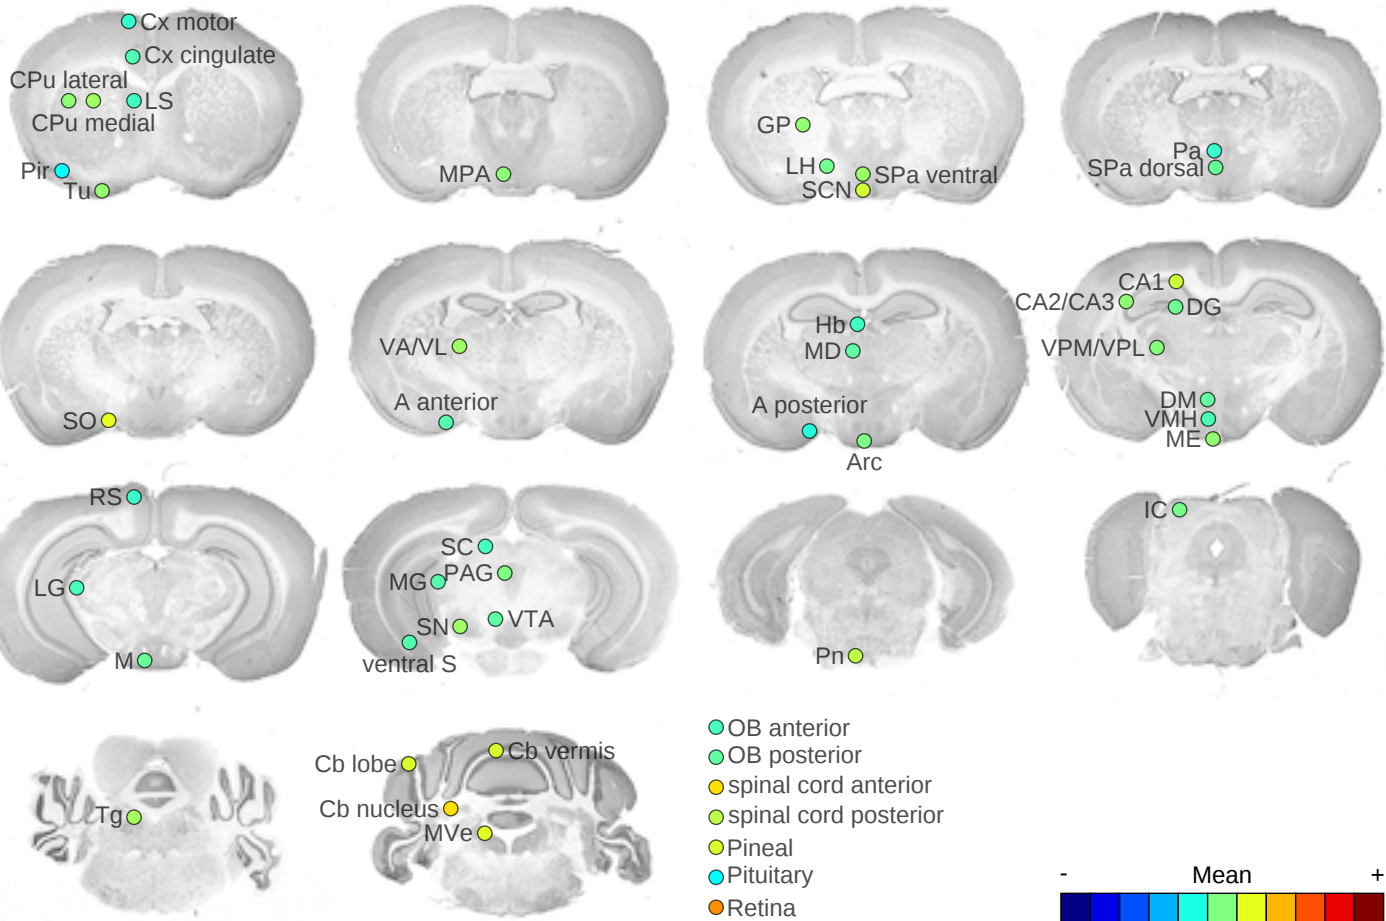 Cx motor
Cx cingulate
CPu lateral
LS
CPu medial
Pir
Tu
MPA
GP
LH
SPa ventral
SCN
Pa
SPa dorsal
SO
VA/VL
A anterior
Hb
MD
A posterior
Arc
CA1
CA2/CA3
DG
VPM/VPL
DM
VMH
ME
RS
LG
M
SC
PAG
MG
VTA
SN
ventral S
Pn
IC
Tg
Cb vermis
Cb lobe
Cb nucleus
MVe
OB anterior
OB posterior
spinal cord anterior
spinal cord posterior
Pineal
Pituitary
Retina
- Mean +